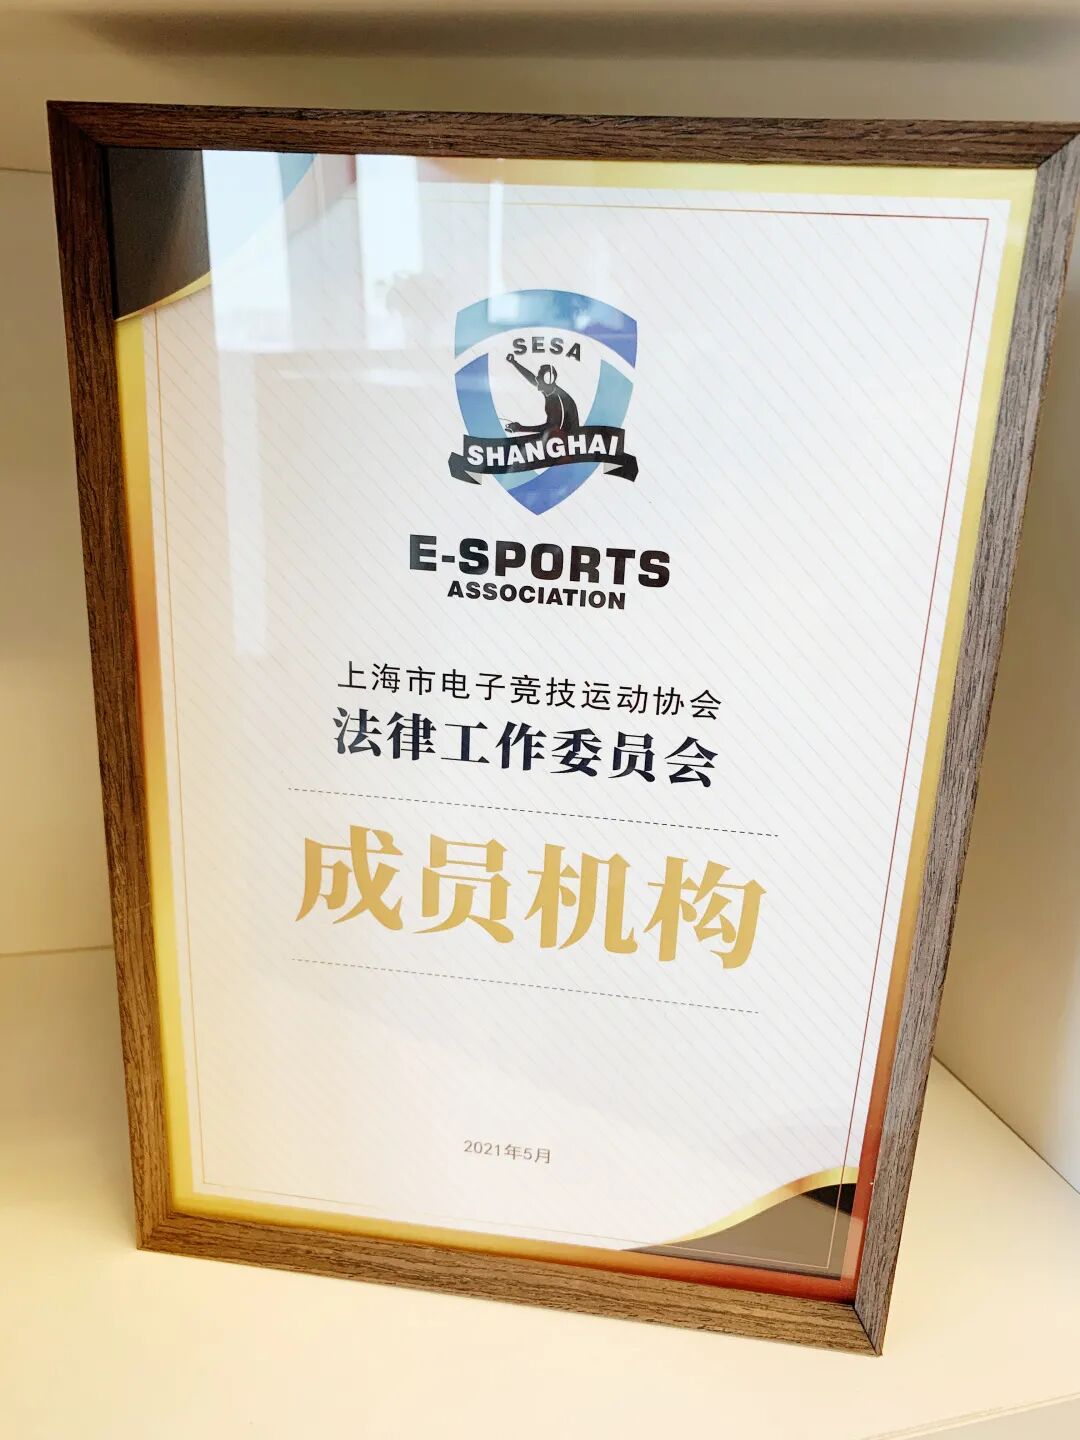 SESA
SHANGHAI
E-SPORTS
ASSOCIATION
上海市电子竞技运动协会
法律工作委员会
成员机构
2021年5月